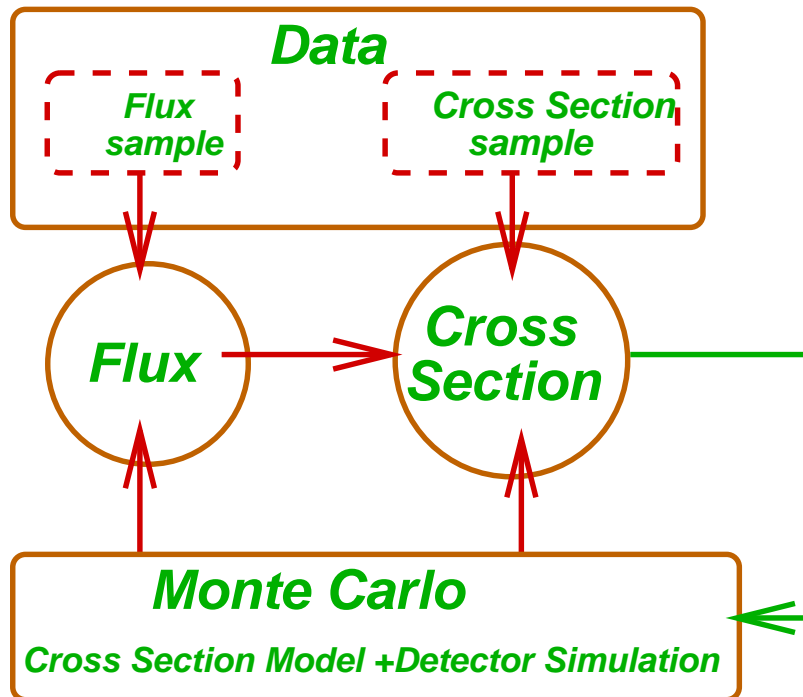 Data
Flux
sample
Cross Section
sample
Flux
Cross
Section
Monte Carlo
Cross Section Model +Detector Simulation